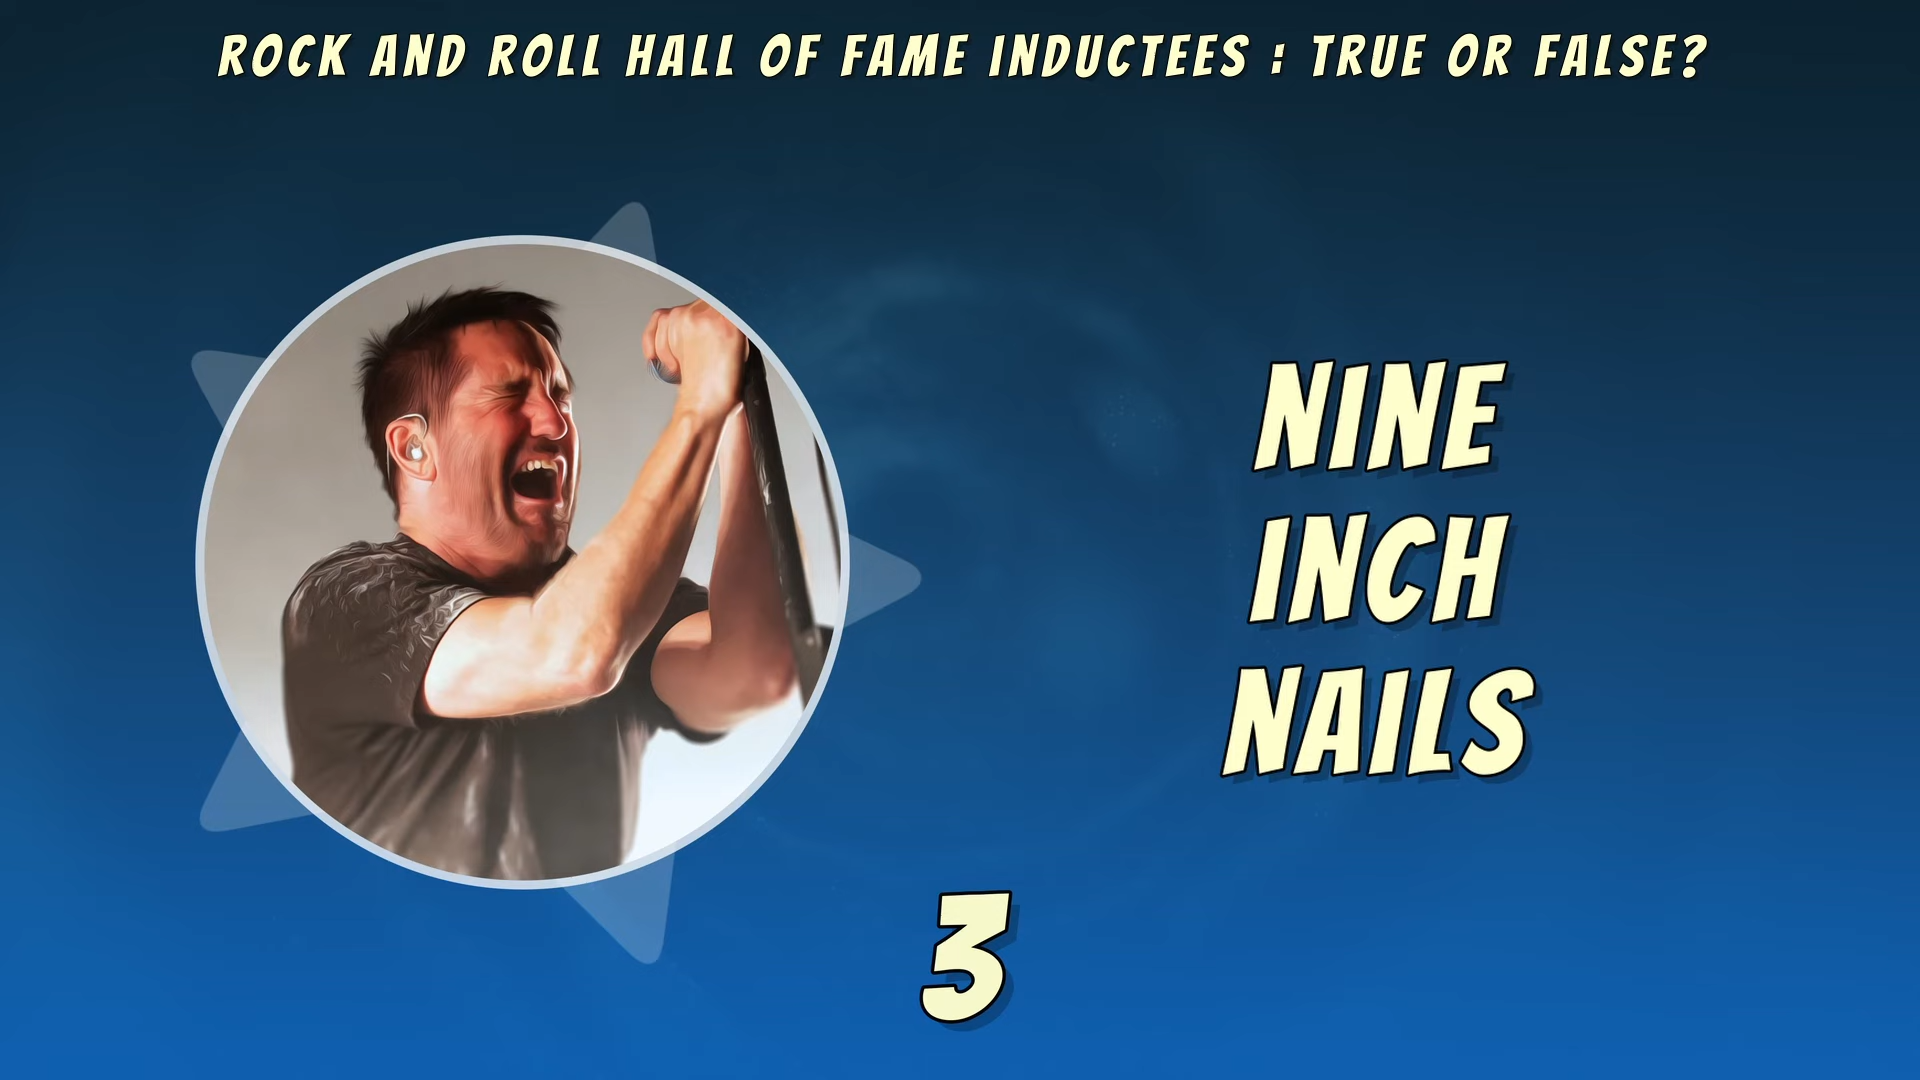 ROCK AND ROLL HALL OF FAME INDUCTEES : TRUE OR FALSE?
NINE
INCH
NAILS
3